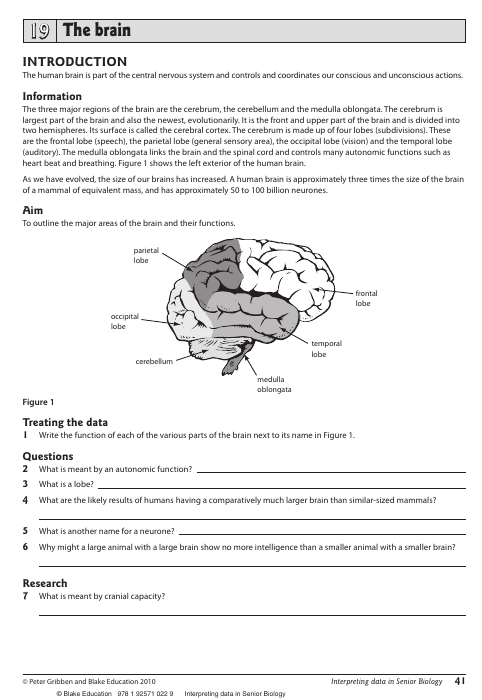 19 The brain
INTRODUCTION
The human brain is part of the central nervous system and controls and coordinates our conscious and unconscious actions.
Information
The three major regions of the brain are the cerebrum, the cerebellum and the medulla oblongata. The cerebrum is
largest part of the brain and also the newest, evolutionarily. It is the front and upper part of the brain and is divided into
two hemispheres. Its surface is called the cerebral cortex. The cerebrum is made up of four lobes (subdivisions). These
are the frontal lobe (speech), the parietal lobe (general sensory area), the occipital lobe (vision) and the temporal lobe
(auditory). The medulla oblongata links the brain and the spinal cord and controls many autonomic functions such as
heart beat and breathing. Figure 1 shows the left exterior of the human brain.
As we have evolved, the size of our brains has increased. A human brain is approximately three times the size of the brain
of a mammal of equivalent mass, and has approximately 50 to 100 billion neurones.
Aim
To outline the major areas of the brain and their functions.
parietal
lobe
frontal
lobe
occipital
lobe
temporal
lobe
cerebellum
medulla
oblongata
Figure 1
Treating the data
1 Write the function of each of the various parts of the brain next to its name in Figure 1.
Questions
2 What is meant by an autonomic function?
3 What is a lobe?
4 What are the likely results of humans having a comparatively much larger brain than similar-sized mammals?
5 What is another name for a neurone?
6 Why might a large animal with a large brain show no more intelligence than a smaller animal with a smaller brain?
Research
7 What is meant by cranial capacity?
© Peter Gribben and Blake Education 2010 Interpreting data in Senior Biology 41
© Blake Education 978 1 92571 022 9 Interpreting data in Senior Biology